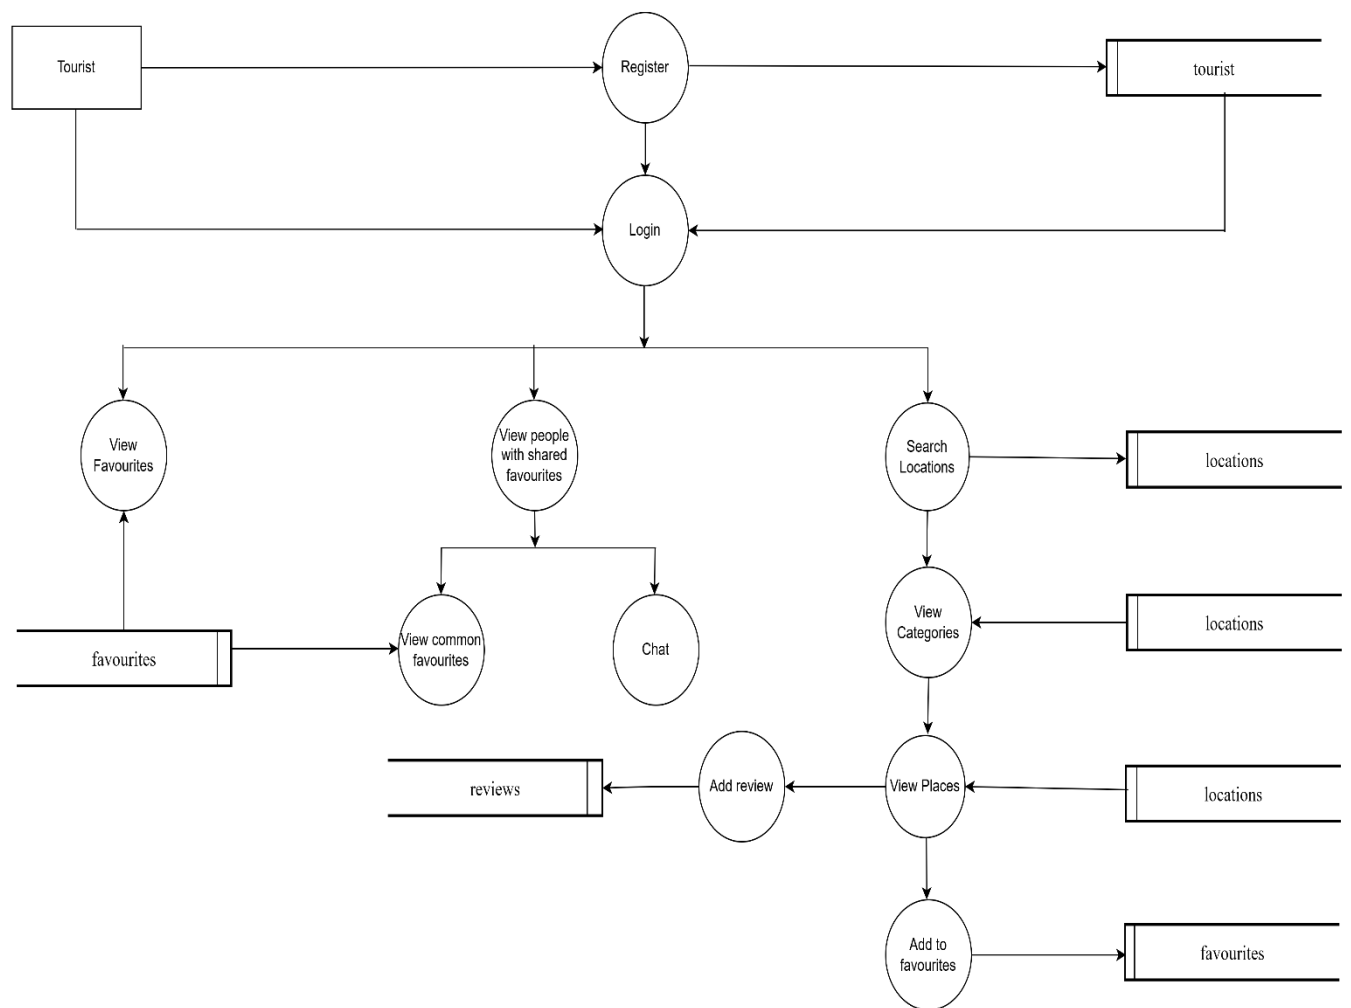 Tourist
Register
tourist
Login
View
Favourites
View people
with shared
favourites
Search
Locations
locations
favourites
View common
favourites
Chat
View
Categories
locations
reviews
Add review
View Places
locations
Add to
favourites
favourites